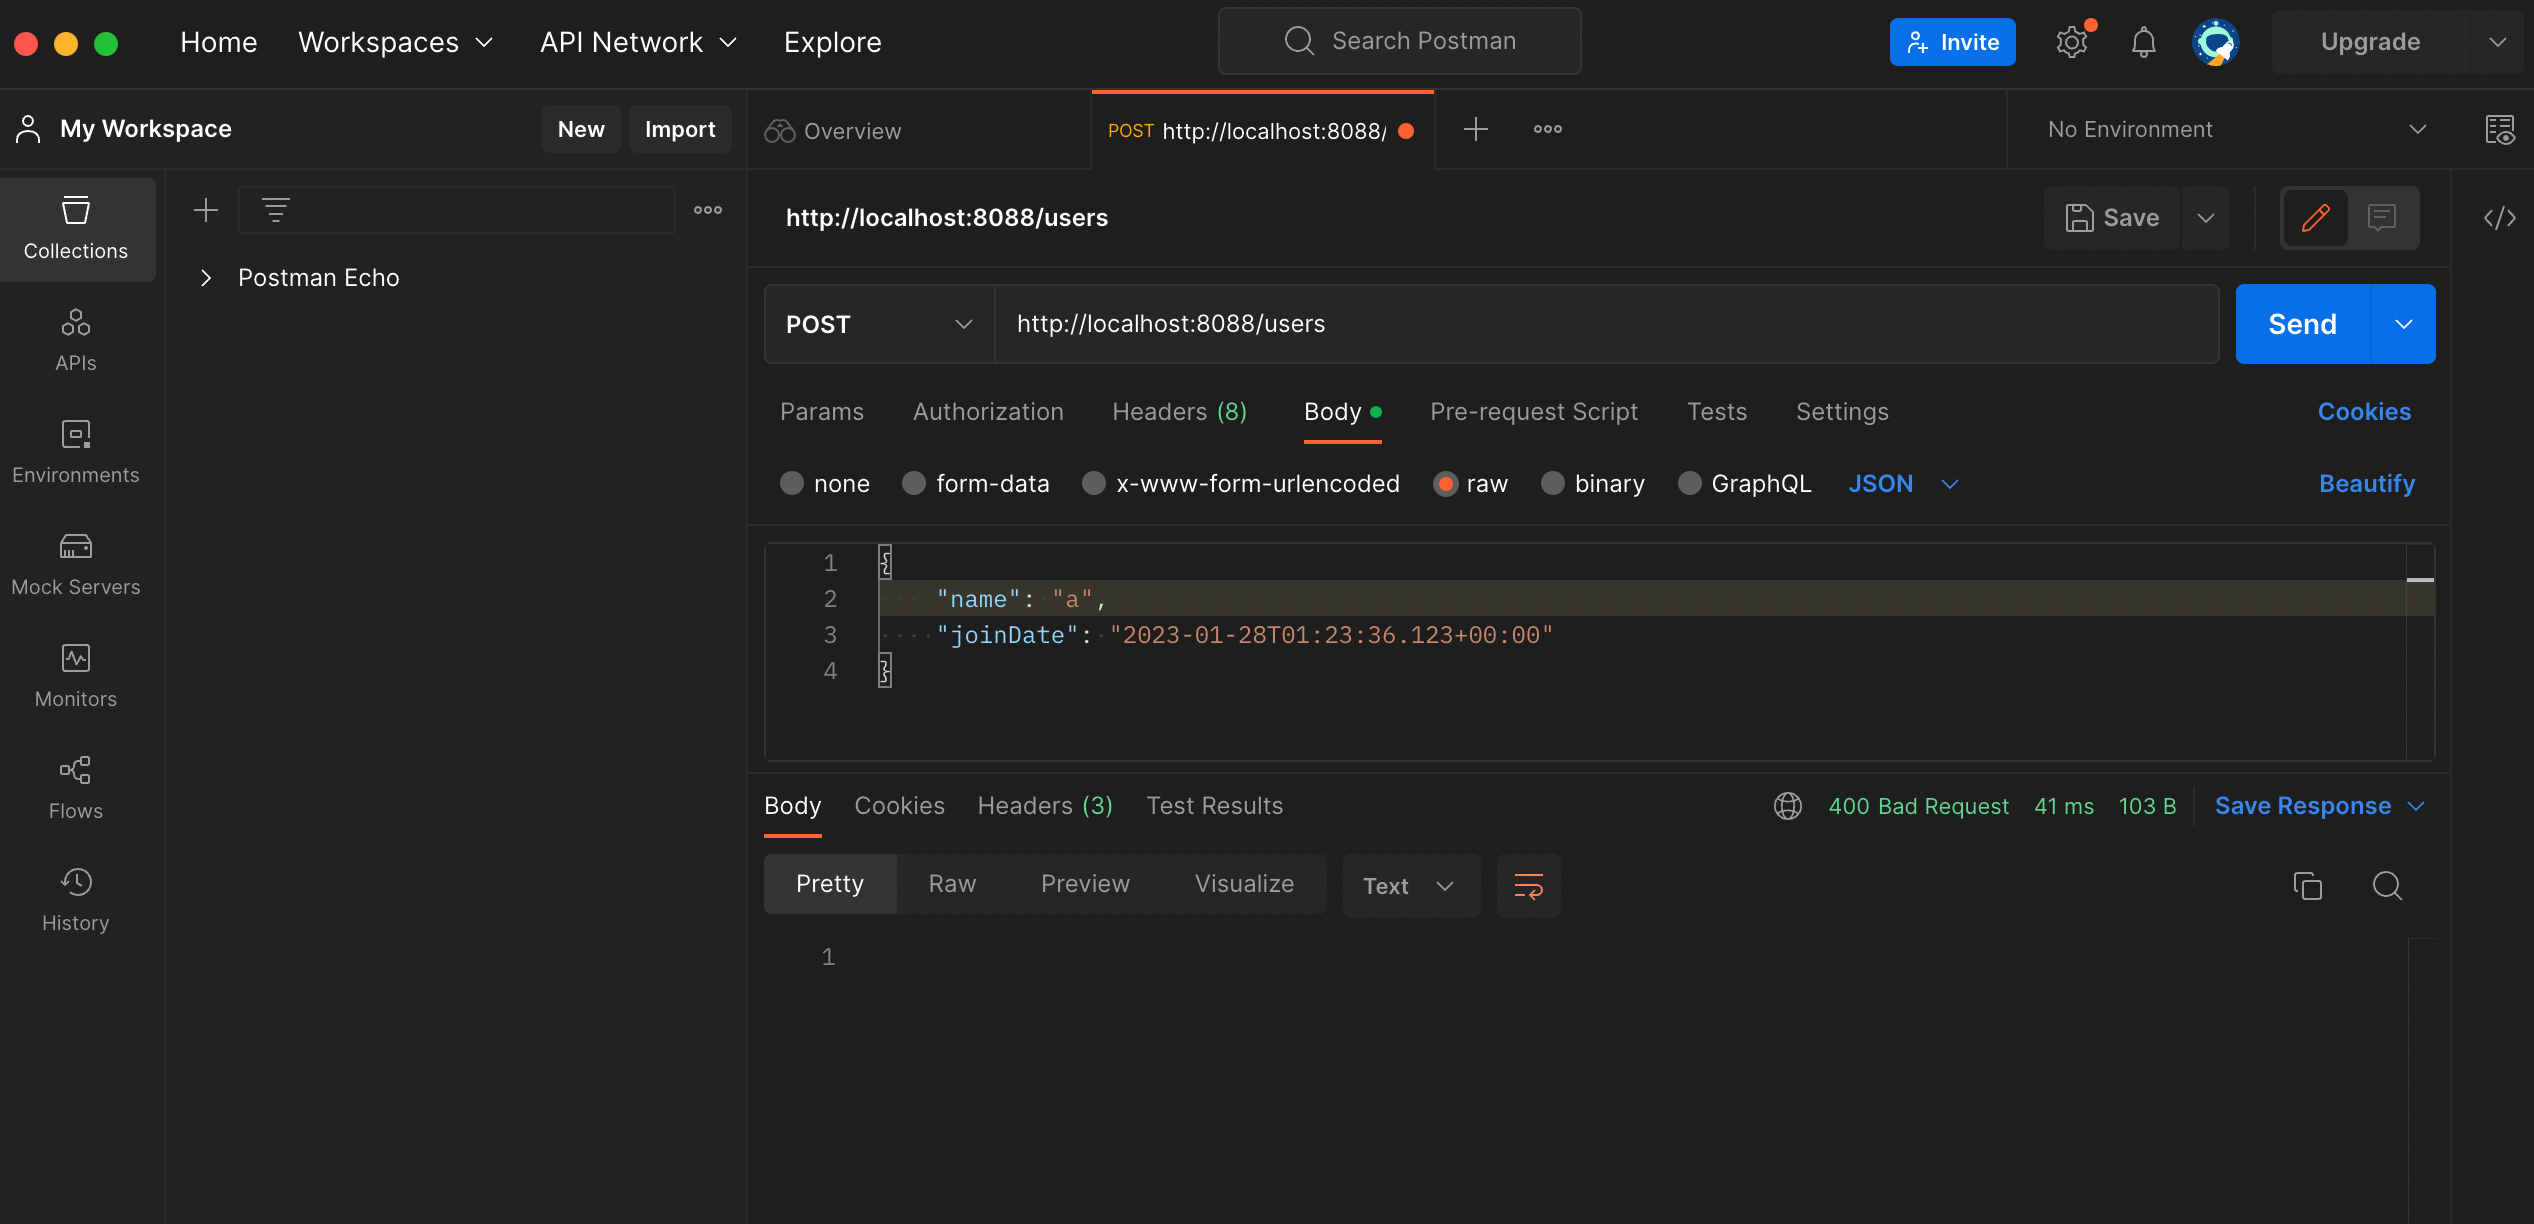 Home Workspaces API Network Explore Search Postman Invite Upgrade
My Workspace New Import Overview POST http://localhost:8088/ No Environment
Collections
APIs
Environments
Mock Servers
Monitors
Flows
History
Postman Echo
http://localhost:8088/users Save
POST http://localhost:8088/users Send
Params Authorization Headers (8) Body Pre-request Script Tests Settings Cookies
none form-data x-www-form-urlencoded raw binary GraphQL JSON Beautify
1 {
2 "name": "a",
3 "joinDate": "2023-01-28T01:23:36.123+00:00"
4 }
Body Cookies Headers (3) Test Results 400 Bad Request 41 ms 103 B Save Response
Pretty Raw Preview Visualize Text
1